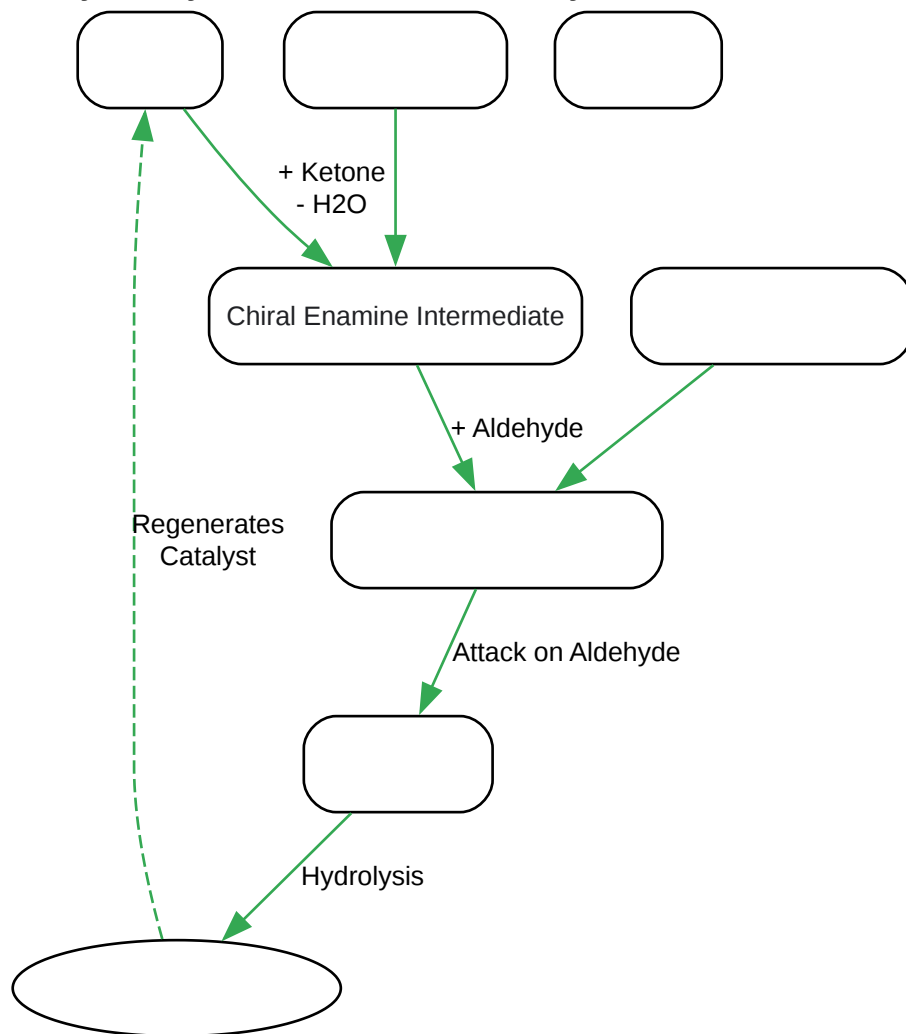 + Ketone
- H2O
Chiral Enamine Intermediate
+ Aldehyde
Regenerates
Catalyst
Attack on Aldehyde
Hydrolysis